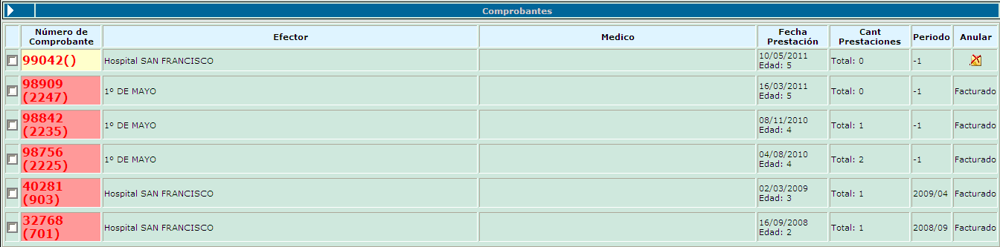 Comprobantes
Número de Comprobante Efector Medico Fecha Prestación Cant Prestaciones Periodo Anular
99042() Hospital SAN FRANCISCO 10/05/2011 Edad: 5 Total: 0 -1
98909 (2247) 1º DE MAYO 16/03/2011 Edad: 5 Total: 0 -1 Facturado
98842 (2235) 1º DE MAYO 08/11/2010 Edad: 4 Total: 1 -1 Facturado
98756 (2225) 1º DE MAYO 04/08/2010 Edad: 4 Total: 2 -1 Facturado
40281 (903) Hospital SAN FRANCISCO 02/03/2009 Edad: 3 Total: 1 2009/04 Facturado
32768 (701) Hospital SAN FRANCISCO 16/09/2008 Edad: 2 Total: 1 2008/09 Facturado